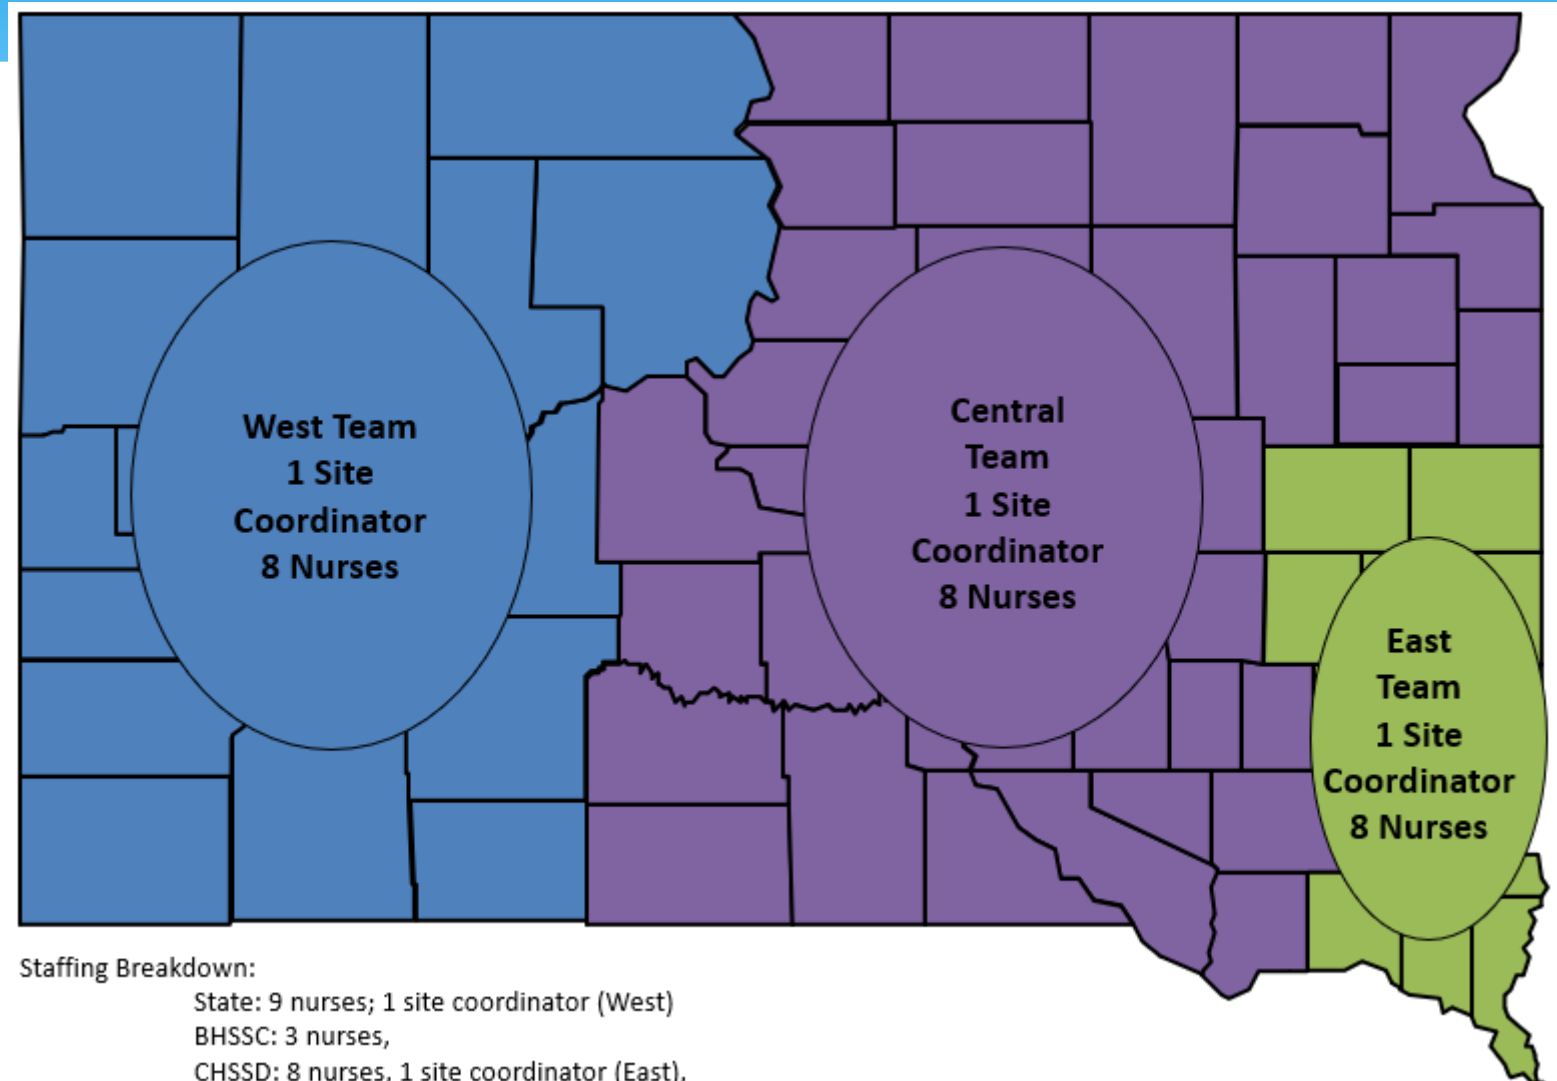 West Team
1 Site
Coordinator
8 Nurses
Central
Team
1 Site
Coordinator
8 Nurses
East
Team
1 Site
Coordinator
8 Nurses
Staffing Breakdown:
State: 9 nurses; 1 site coordinator (West)
BHSSC: 3 nurses,
CHSSD: 8 nurses, 1 site coordinator (East),